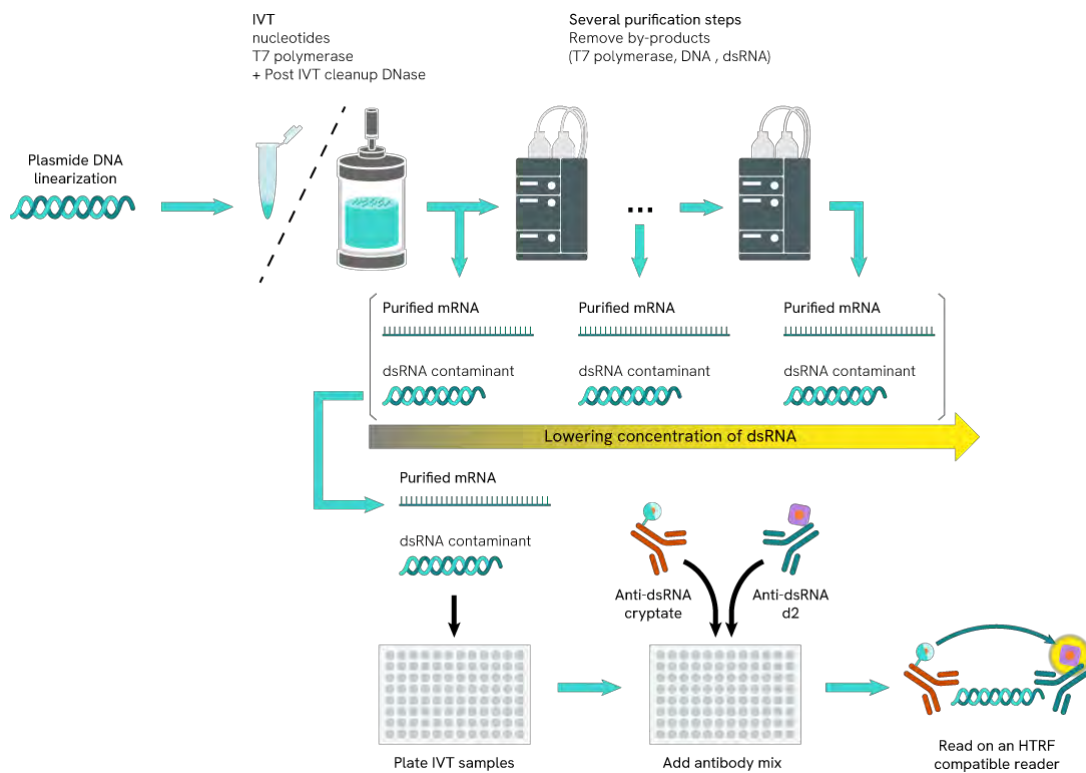 IVT
nucleotides
T7 polymerase
+ Post IVT cleanup DNase
Several purification steps
Remove by-products
(T7 polymerase, DNA , dsRNA)
Plasmide DNA
linearization
...
Purified mRNA
Purified mRNA
Purified mRNA
dsRNA contaminant
dsRNA contaminant
dsRNA contaminant
Lowering concentration of dsRNA
Purified mRNA
dsRNA contaminant
Anti-dsRNA
cryptate
Anti-dsRNA
d2
Plate IVT samples
Add antibody mix
Read on an HTRF
compatible reader